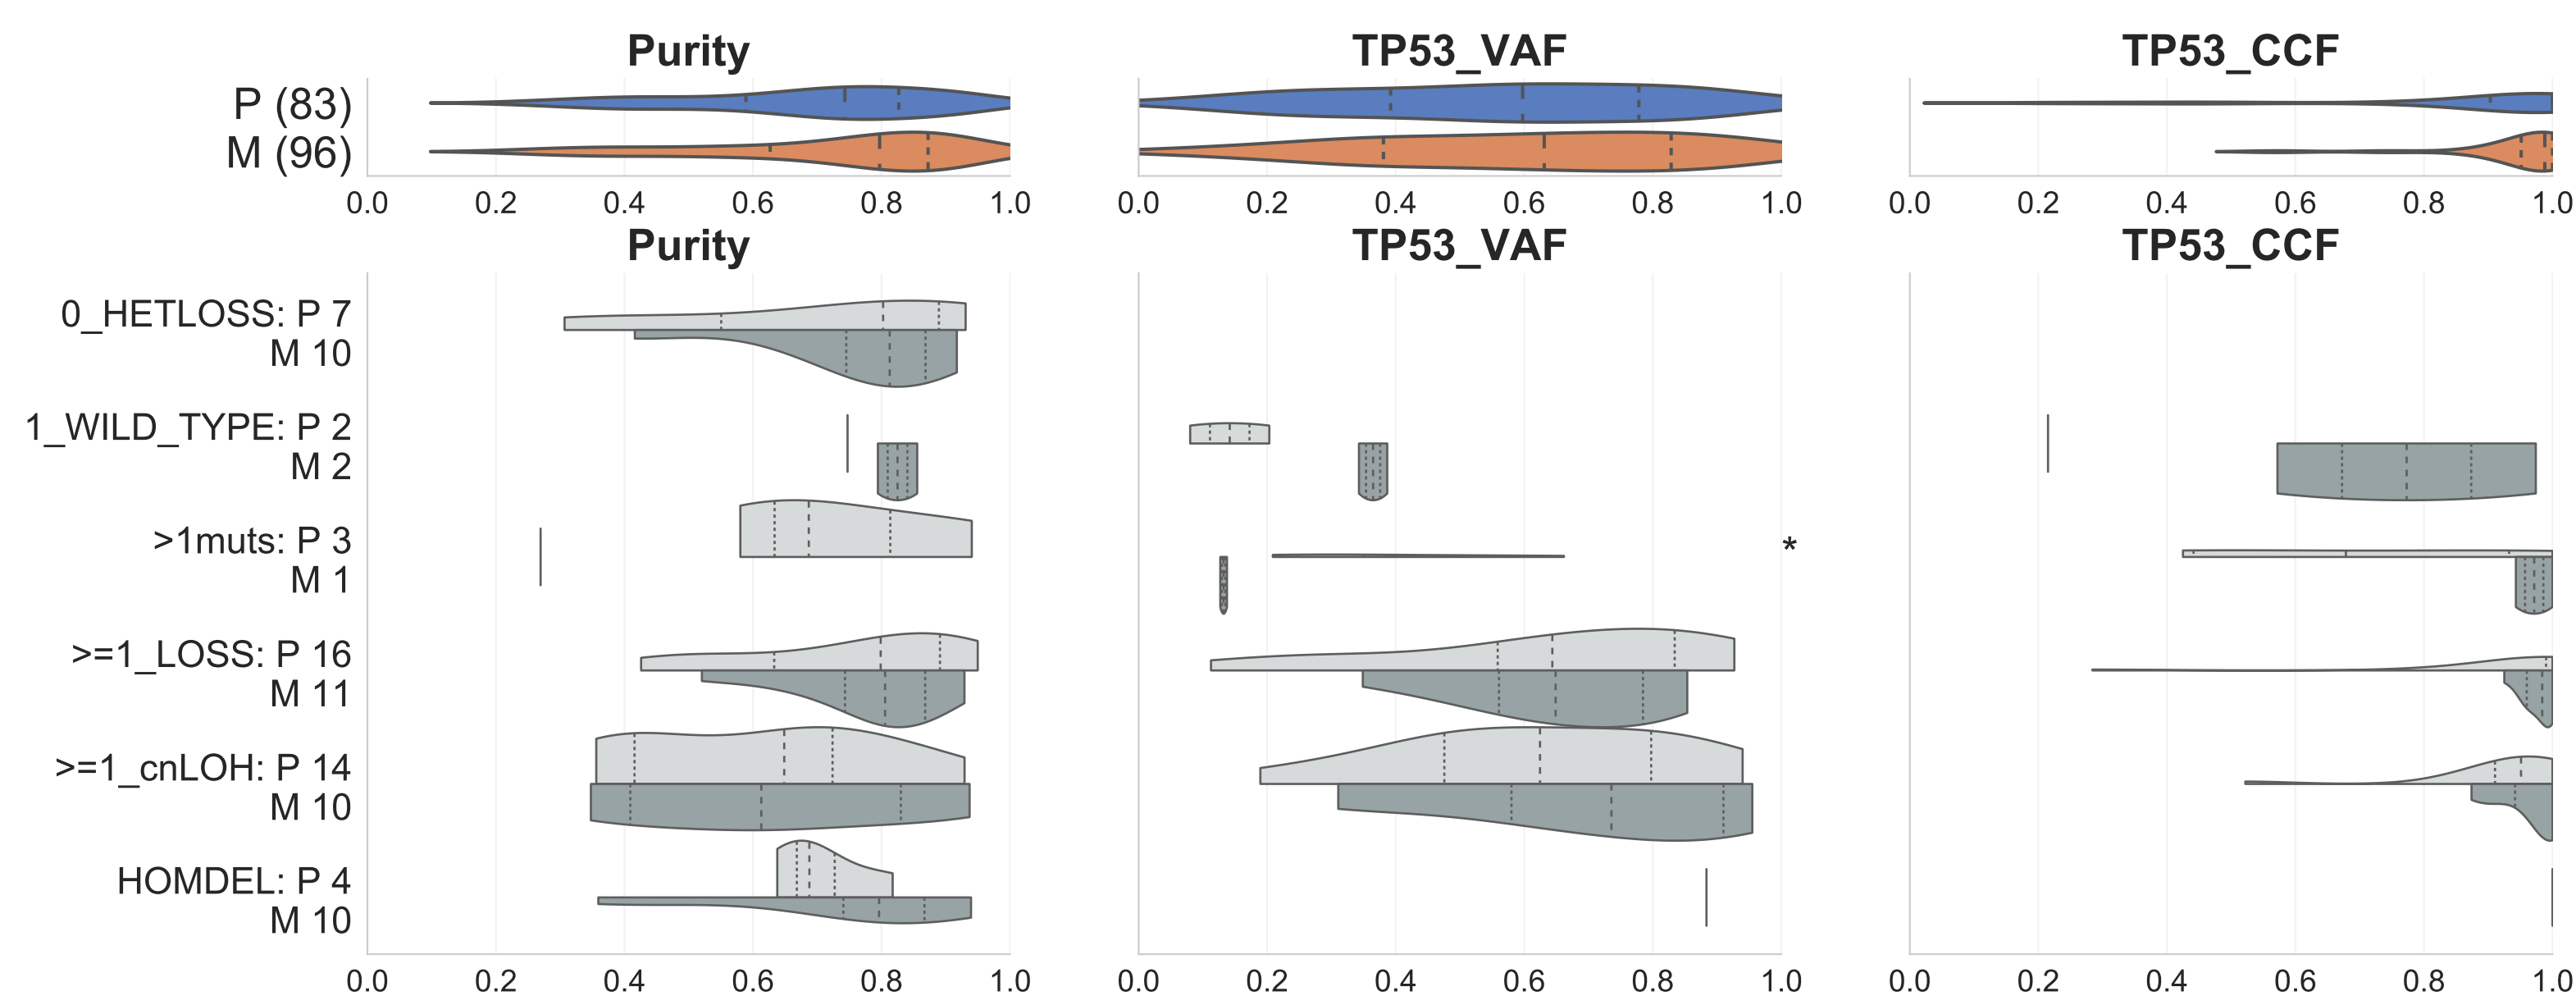 Purity TP53_VAF TP53_CCF
P (83)
M (96)
0.0 0.2 0.4 0.6 0.8 1.0 0.0 0.2 0.4 0.6 0.8 1.0 0.0 0.2 0.4 0.6 0.8 1.0
Purity TP53_VAF TP53_CCF
0_HETLOSS: P 7
M 10
1_WILD_TYPE: P 2
M 2
>1muts: P 3
*
M 1
>=1_LOSS: P 16
M 11
>=1_cnLOH: P 14
M 10
HOMDEL: P 4
M 10
0.0 0.2 0.4 0.6 0.8 1.0 0.0 0.2 0.4 0.6 0.8 1.0 0.0 0.2 0.4 0.6 0.8 1.0